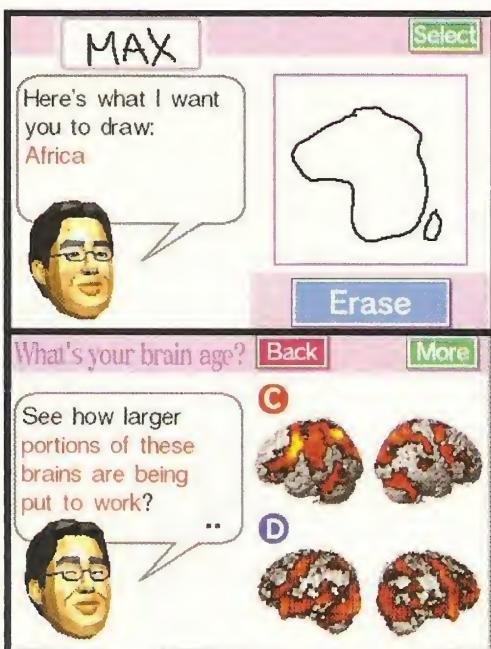 MAX
Select
Here's what I want
you to draw:
Africa
Erase
What's your brain age?
Back
More
See how larger
portions of these
brains are being
put to work?
C
D